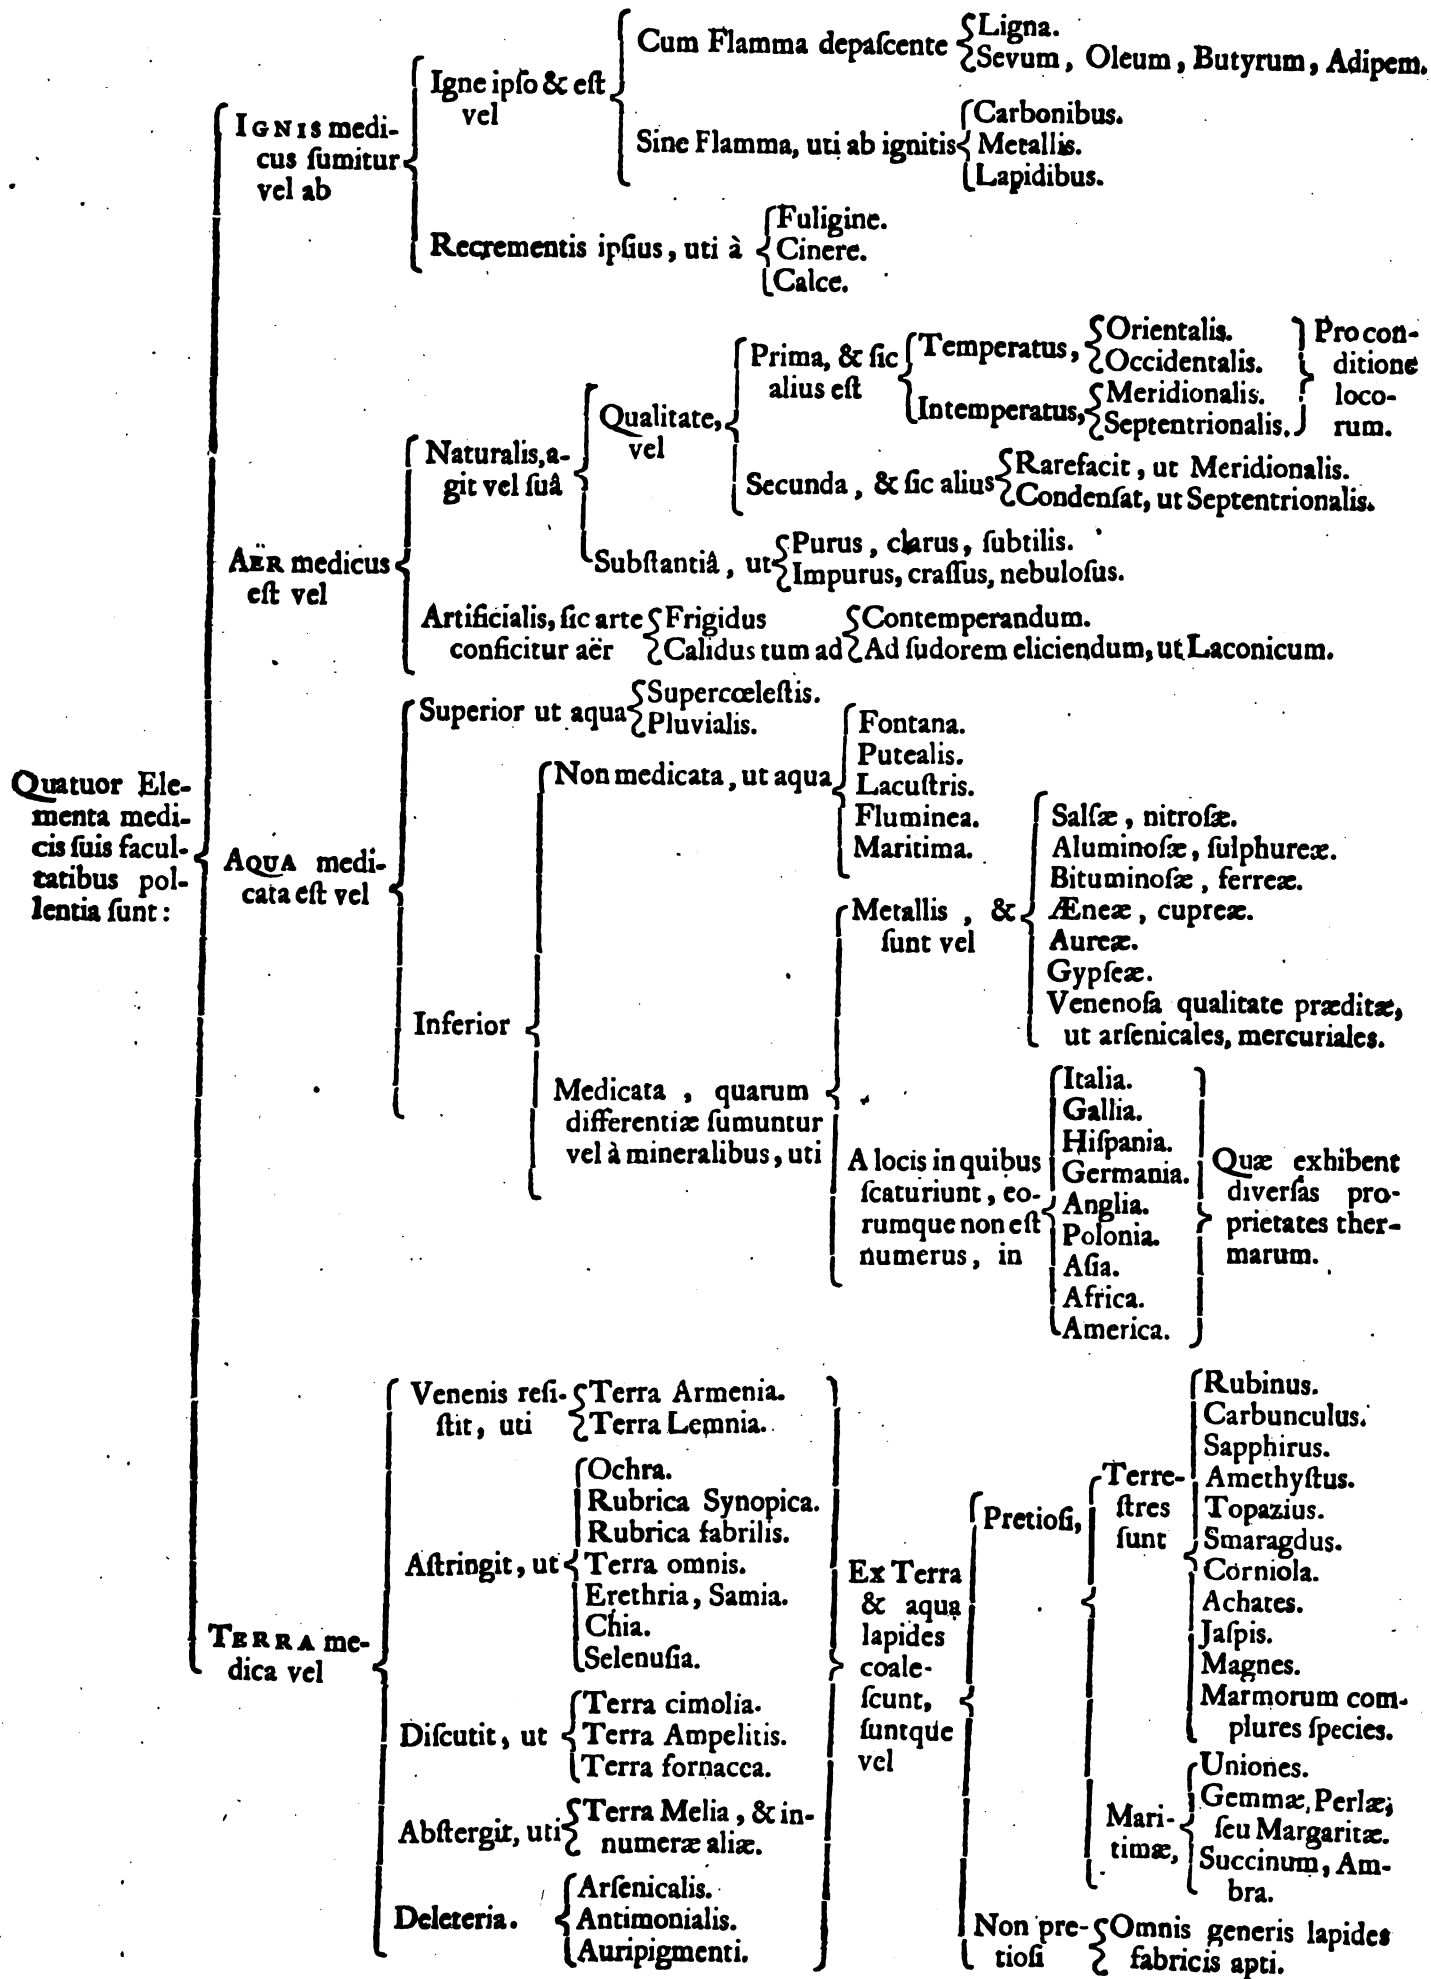 Quatuor Ele-
menta medi-
cis ſuis facul-
tatibus pol-
lentia ſunt:
IGNIS medi-
cus ſumitur
vel ab
Igne ipſo & eſt
vel
Cum Flamma depaſcente
Ligna.
Sevum, Oleum, Butyrum, Adipem.
Sine Flamma, uti ab ignitis
Carbonibus.
Metallis.
Lapidibus.
Recrementis ipſius, uti à
Fuligine.
Cinere.
Calce.
AËR medicus
eſt vel
Naturalis, a-
git vel ſuâ
Qualitate,
vel
Prima, & ſic
alius eſt
Temperatus,
Orientalis.
Occidentalis.
Intemperatus,
Meridionalis.
Septentrionalis.
Pro con-
ditione
loco-
rum.
Secunda, & ſic alius
Rarefacit, ut Meridionalis.
Condenſat, ut Septentrionalis.
Subſtantiâ, ut
Purus, clarus, ſubtilis.
Impurus, craſſus, nebuloſus.
Artificialis, ſic arte
conficitur aër
Frigidus
Calidus tum ad
Contemperandum.
Ad ſudorem eliciendum, ut Laconicum.
AQUA medi-
cata eſt vel
Superior ut aqua
Supercœleſtis.
Pluvialis.
Inferior
Non medicata, ut aqua
Fontana.
Putealis.
Lacuſtris.
Fluminea.
Maritima.
Medicata, quarum
differentiæ ſumuntur
vel à mineralibus, uti
Metallis, &
ſunt vel
Salſæ, nitroſæ.
Aluminoſæ, ſulphureæ.
Bituminoſæ, ferreæ.
Æneæ, cupreæ.
Aureæ.
Gypſeæ.
Venenoſa qualitate præditæ,
ut arſenicales, mercuriales.
A locis in quibus
ſcaturiunt, eo-
rumque non eſt
numerus, in
Italia.
Gallia.
Hiſpania.
Germania.
Anglia.
Polonia.
Aſia.
Africa.
America.
Quæ exhibent
diverſas pro-
prietates ther-
marum.
TERRA me-
dica vel
Venenis reſi-
ſtit, uti
Terra Armenia.
Terra Lemnia.
Aſtringit, ut
Ochra.
Rubrica Synopica.
Rubrica fabrilis.
Terra omnis.
Erethria, Samia.
Chia.
Selenuſia.
Diſcutit, ut
Terra cimolia.
Terra Ampelitis.
Terra fornacea.
Abſtergit, uti
Terra Melia, & in-
numeræ aliæ.
Deleteria.
Arſenicalis.
Antimonialis.
Auripigmenti.
Ex Terra
& aqua
lapides
coale-
ſcunt,
ſuntque
vel
Pretioſi,
Terre-
ſtres
ſunt
Rubinus.
Carbunculus.
Sapphirus.
Amethyſtus.
Topazius.
Smaragdus.
Corniola.
Achates.
Jaſpis.
Magnes.
Marmorum com-
plures ſpecies.
Mari-
timæ,
Uniones.
Gemmæ, Perlæ,
ſeu Margaritæ.
Succinum, Am-
bra.
Non pre-
tioſi
Omnis generis lapides
fabricis apti.